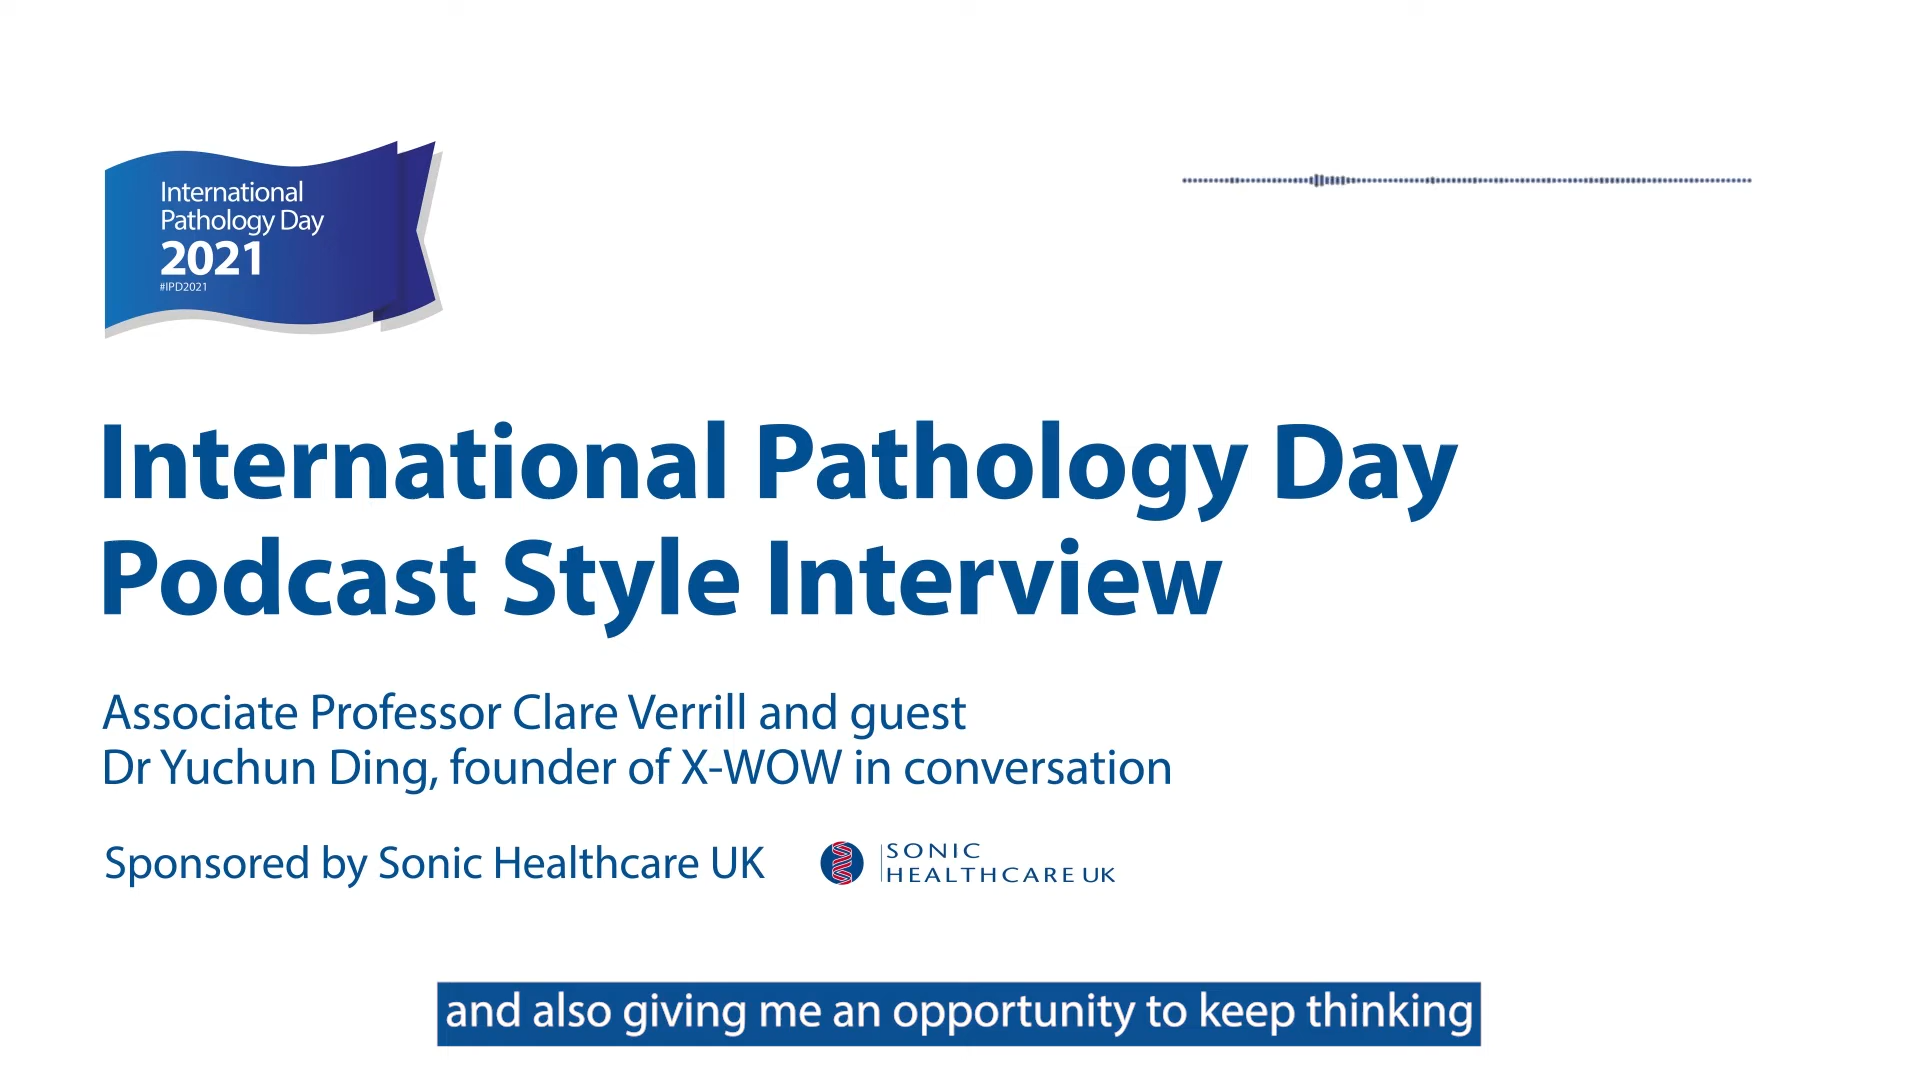 International
Pathology Day
2021
#IPD2021
International Pathology Day
Podcast Style Interview
Associate Professor Clare Verrill and guest
Dr Yuchun Ding, founder of X-WOW in conversation
Sponsored by Sonic Healthcare UK
SONIC
HEALTHCARE UK
and also giving me an opportunity to keep thinking